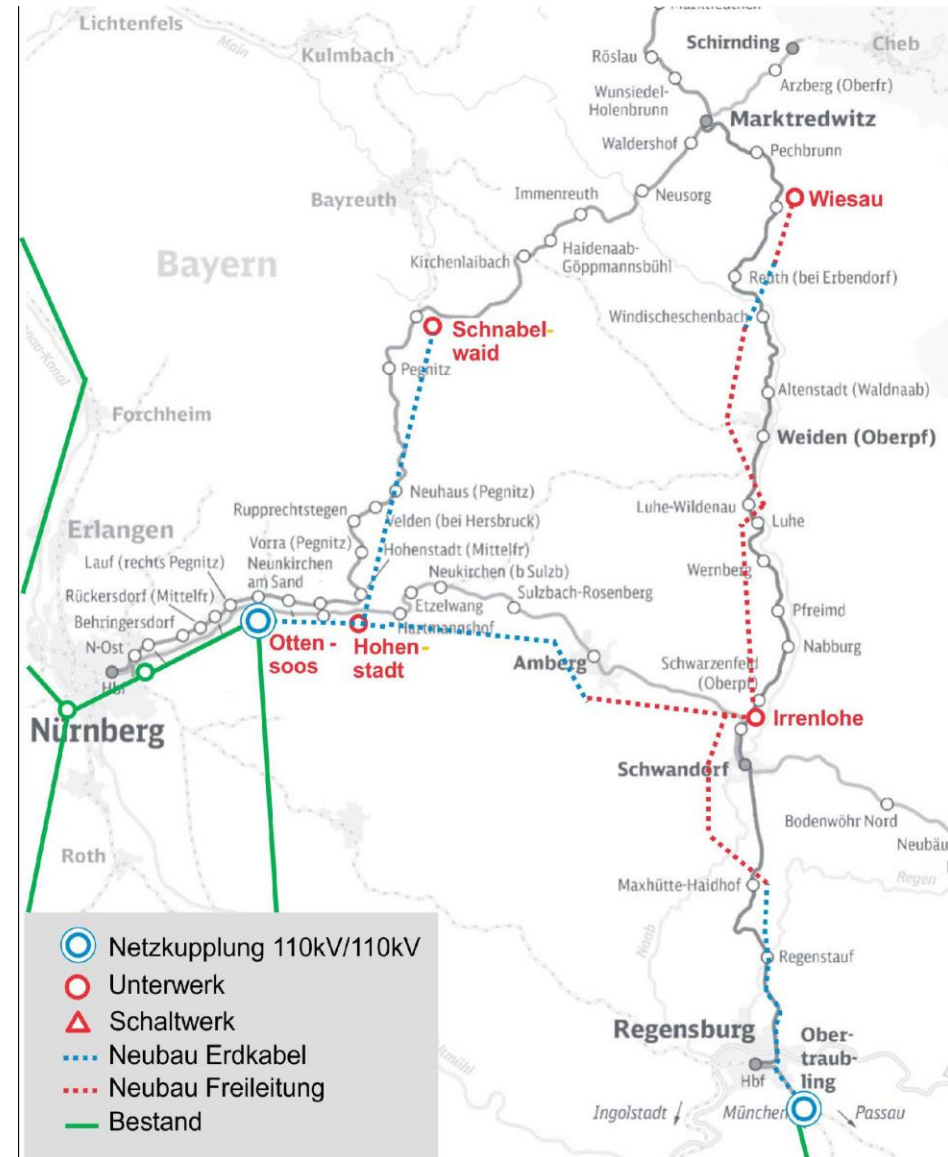 Lichtenfels
Main
Kulmbach
Röslau
Schirnding
Cheb
Arzberg (Oberfr)
Wunsiedel-
Holenbrunn
Marktredwitz
Waldershof
Pechbrunn
Immenreuth
Neusorg
Wiesau
Bayreuth
Bayern
Kirchenlaibach
Haidenaab-
Göppmannsbühl
Reuth (bei Erbendorf)
Windischeschenbach
Schnabel-
waid
Pegnitz
Altenstadt (Waldnaab)
Forchheim
Weiden (Oberpf)
Neuhaus (Pegnitz)
Rupprechtstegen
Velden (bei Hersbruck)
Luhe-Wildenau
Luhe
Erlangen
Vorra (Pegnitz)
Hohenstadt (Mittelfr)
Lauf (rechts Pegnitz)
Neunkirchen
am Sand
Neukirchen (b Sulzb)
Wernberg
Rückersdorf (Mittelfr)
Etzelwang
Sulzbach-Rosenberg
Behringersdorf
Hartmannshof
Pfreimd
N-Ost
Otten -
soos
Hohen-
stadt
Amberg
Nabburg
Schwarzenfeld
(Oberpf)
Hbf
Nürnberg
Irrenlohe
Schwandorf
Bodenwöhr Nord
Neubäu
Roth
Regen
Maxhütte-Haidhof
Naab
Regenstauf
Regensburg
Ober-
traub-
ling
Hbf
Ingolstadt
München
Passau
Netzkupplung 110kV/110kV
Unterwerk
Schaltwerk
Neubau Erdkabel
Neubau Freileitung
Bestand